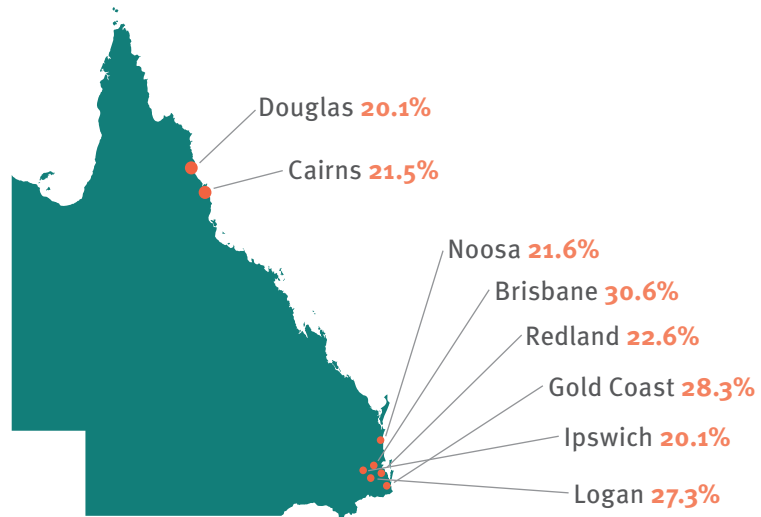 Douglas 20.1%
Cairns 21.5%
Noosa 21.6%
Brisbane 30.6%
Redland 22.6%
Gold Coast 28.3%
Ipswich 20.1%
Logan 27.3%